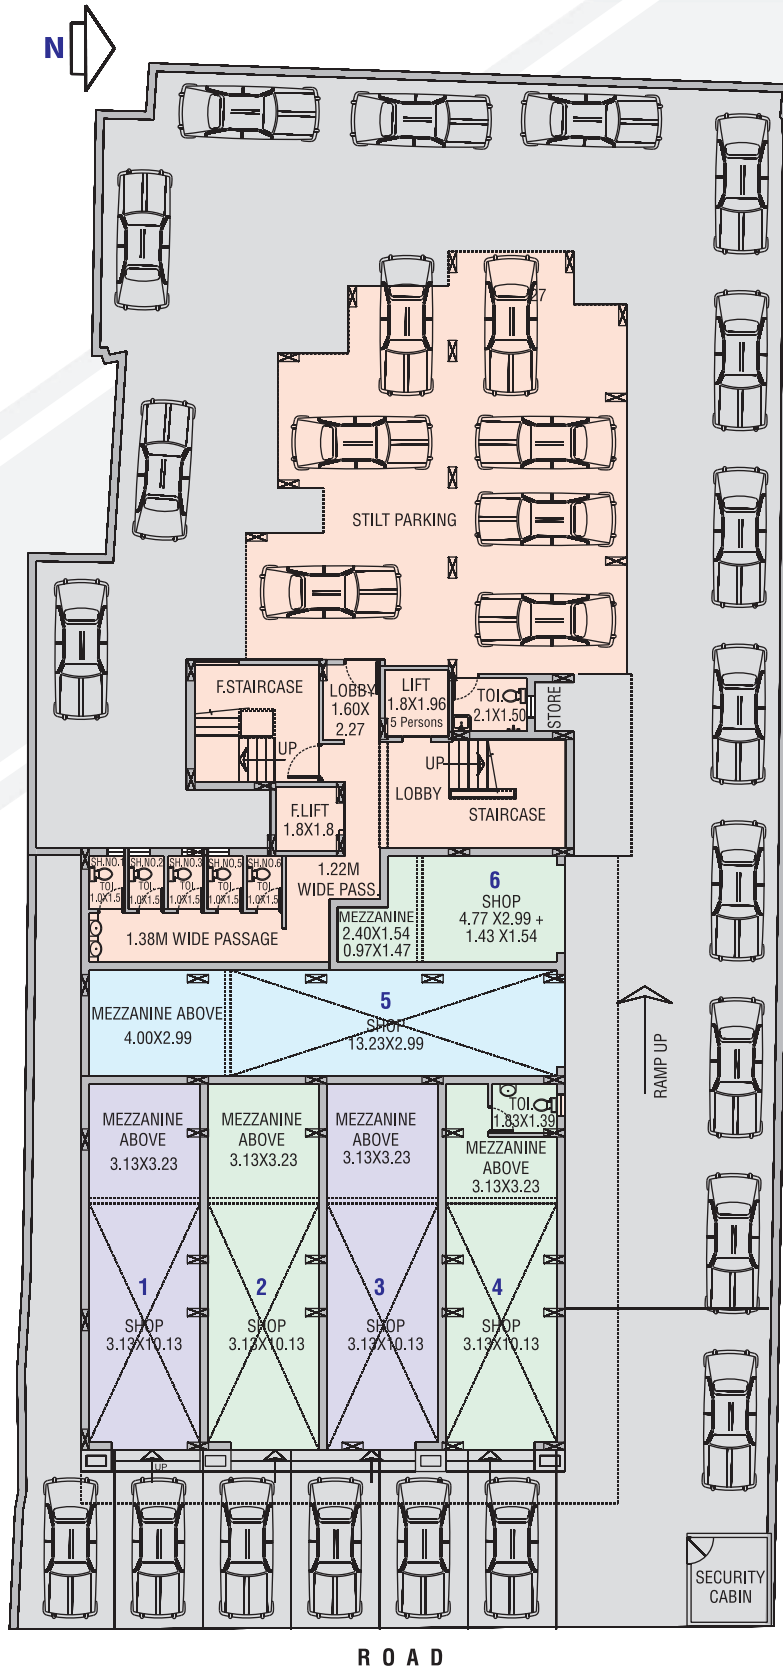 N
27
STILT PARKING
F.STAIRCASE
UP
LOBBY
1.60X
2.27
LIFT
1.8X1.96
5 Persons
TOI.
2.1X1.50
STORE
UP
LOBBY
STAIRCASE
F.LIFT
1.8X1.8
SH.NO.1
TOI.
1.0X1.5
SH.NO.2
TOI.
1.0X1.5
SH.NO.3
TOI.
1.0X1.5
SH.NO.5
TOI.
1.0X1.5
SH.NO.6
TOI.
1.0X1.5
1.22M
WIDE PASS.
1.38M WIDE PASSAGE
MEZZANINE
2.40X1.54
0.97X1.47
6
SHOP
4.77 X2.99 +
1.43 X1.54
MEZZANINE ABOVE
4.00X2.99
5
SHOP
13.23X2.99
RAMP UP
MEZZANINE
ABOVE
3.13X3.23
MEZZANINE
ABOVE
3.13X3.23
MEZZANINE
ABOVE
3.13X3.23
TOI.
1.83X1.39
MEZZANINE
ABOVE
3.13X3.23
1
SHOP
3.13X10.13
2
SHOP
3.13X10.13
3
SHOP
3.13X10.13
4
SHOP
3.13X10.13
UP
SECURITY
CABIN
ROAD